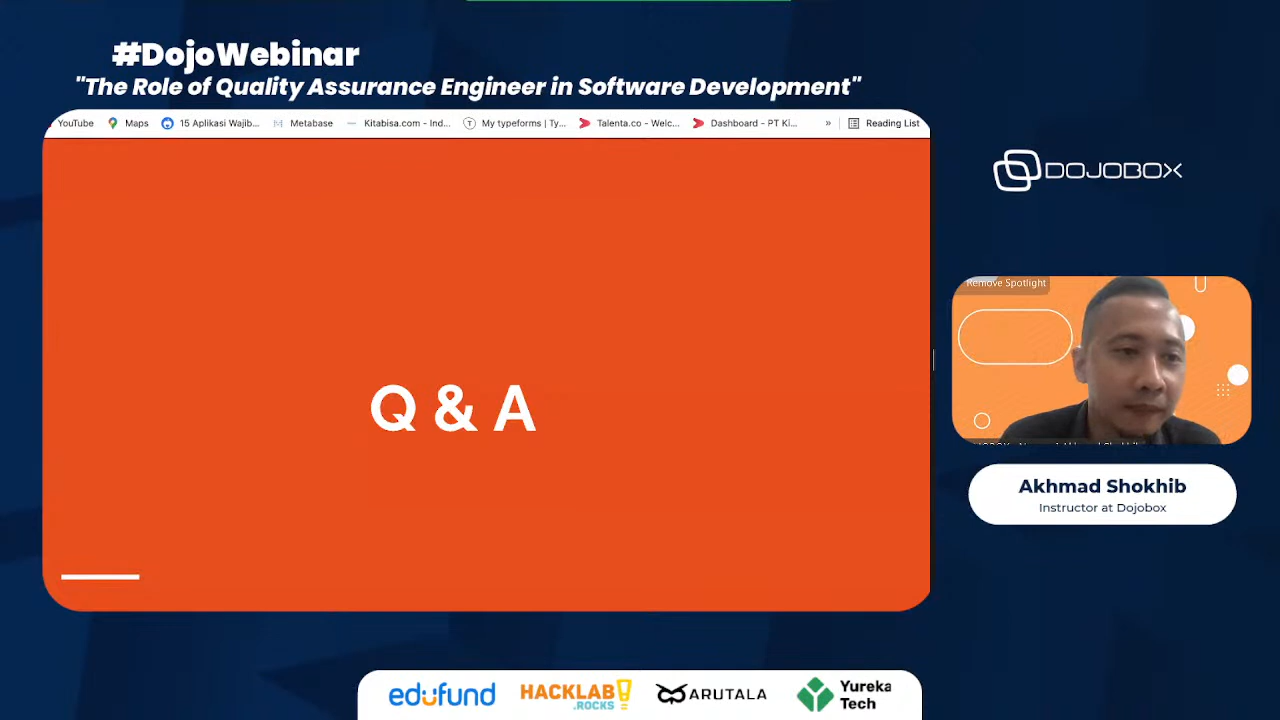 #DojoWebinar
"The Role of Quality Assurance Engineer in Software Development"
YouTube Maps 15 Aplikasi Wajib... Metabase Kitabisa.com - Ind... My typeforms | Ty... Talenta.co - Welc... Dashboard - PT Ki... » Reading List
DOJOBOX
Remove Spotlight
Q & A
Akhmad Shokhib
Instructor at Dojobox
edufund HACKLAB! .ROCKS ARUTALA Yureka Tech